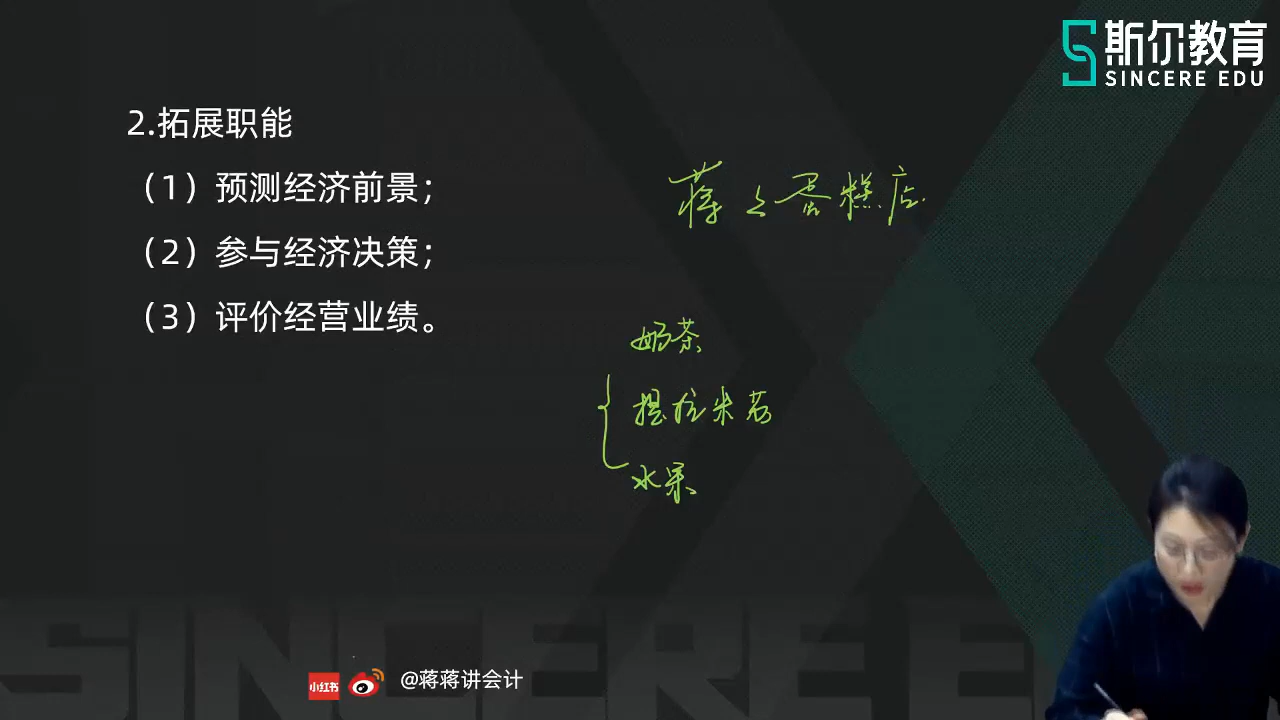 斯尔教育
SINCERE EDU
2.拓展职能
（1）预测经济前景；
（2）参与经济决策；
（3）评价经营业绩。
蒋々蛋糕店
奶茶
提拉米苏
水果
SINCERE E
小红书
@蒋蒋讲会计